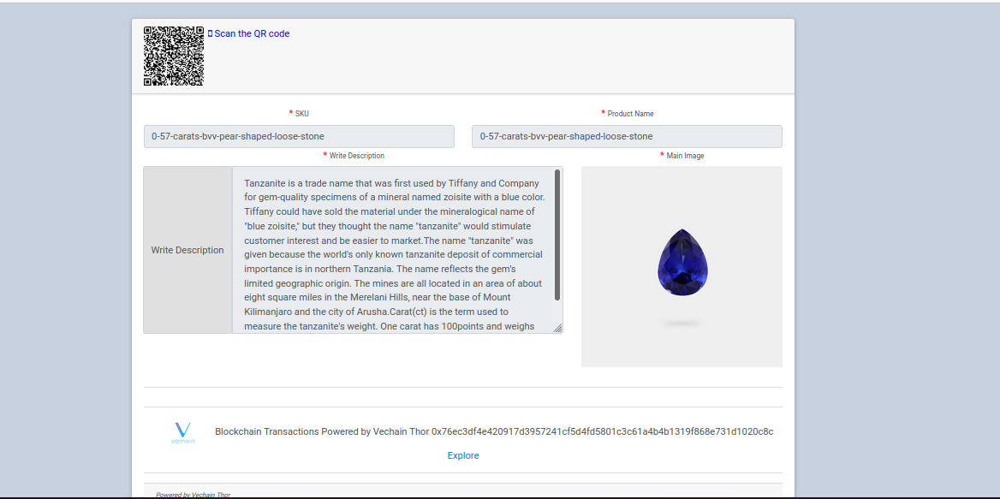 Scan the QR code
* SKU
* Product Name
0-57-carats-bvv-pear-shaped-loose-stone
0-57-carats-bvv-pear-shaped-loose-stone
* Write Description
* Main Image
Write Description
Tanzanite is a trade name that was first used by Tiffany and Company
for gem-quality specimens of a mineral named zoisite with a blue color.
Tiffany could have sold the material under the mineralogical name of
"blue zoisite," but they thought the name "tanzanite" would stimulate
customer interest and be easier to market.The name "tanzanite" was
given because the world's only known tanzanite deposit of commercial
importance is in northern Tanzania. The name reflects the gem's
limited geographic origin. The mines are all located in an area of about
eight square miles in the Merelani Hills, near the base of Mount
Kilimanjaro and the city of Arusha.Carat(ct) is the term used to
measure the tanzanite's weight. One carat has 100points and weighs
vechain
Blockchain Transactions Powered by Vechain Thor 0x76ec3df4e420917d3957241cf5d4fd5801c3c61a4b4b1319f868e731d1020c8c
Explore
Powered by Vechain Thor